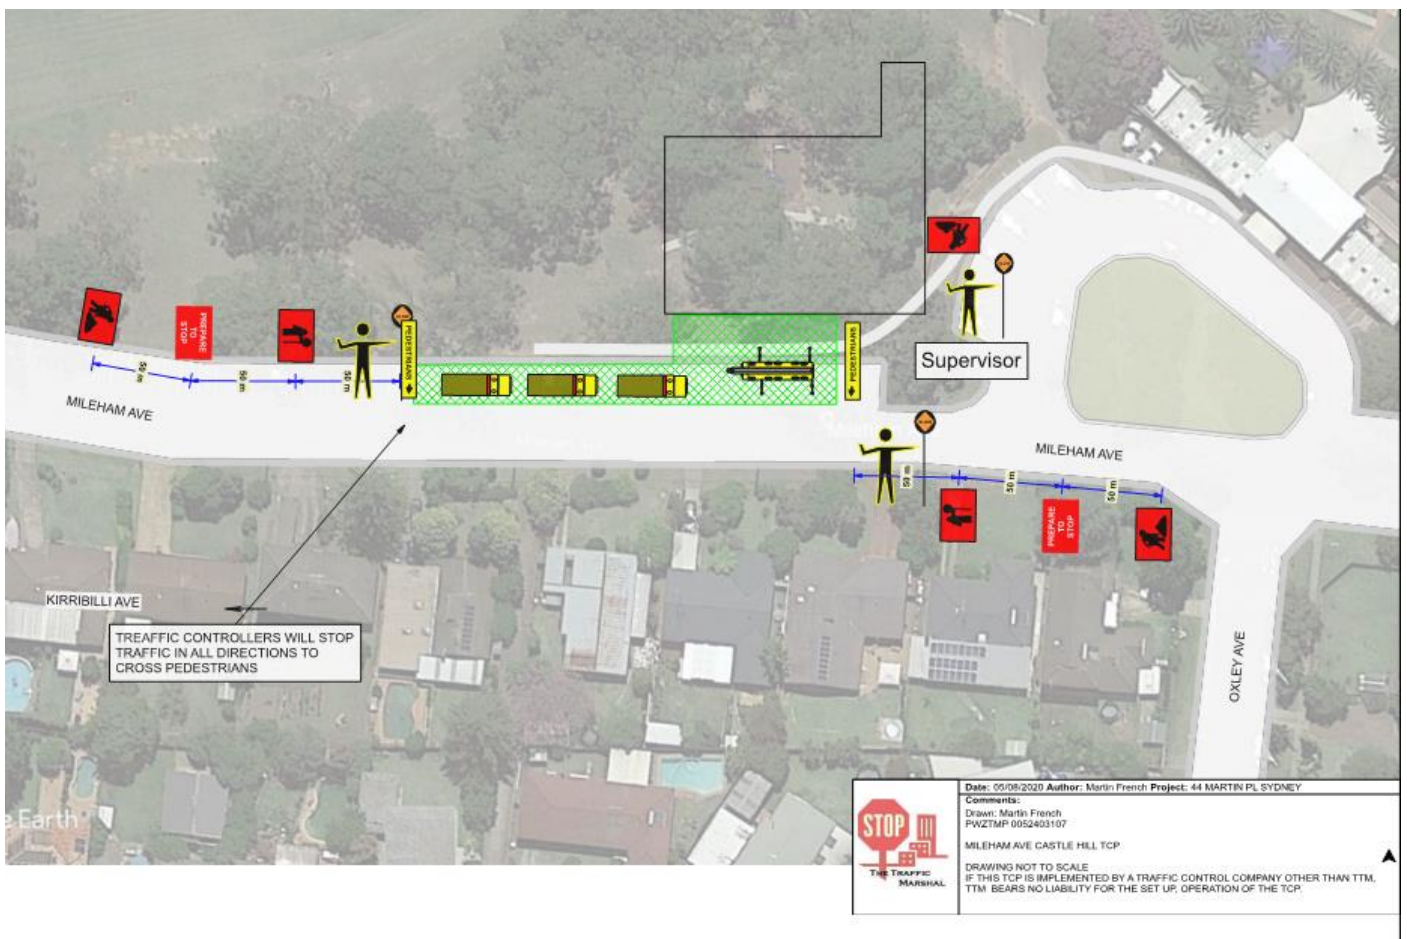 PREPARE
TO
STOP
50 m
50 m
50 m
PEDESTRIANS
PEDESTRIANS
Supervisor
MILEHAM AVE
MILEHAM AVE
50 m
50 m
50 m
PREPARE
TO
STOP
KIRRIBILLI AVE
TREAFFIC CONTROLLERS WILL STOP
TRAFFIC IN ALL DIRECTIONS TO
CROSS PEDESTRIANS
OXLEY AVE
e Earth
STOP
THE TRAFFIC
MARSHAL
Date: 05/08/2020 Author: Martin French Project: 44 MARTIN PL SYDNEY
Comments:
Drawn: Martin French
PWZTMP 0052403107
MILEHAM AVE CASTLE HILL TCP
DRAWING NOT TO SCALE
IF THIS TCP IS IMPLEMENTED BY A TRAFFIC CONTROL COMPANY OTHER THAN TTM,
TTM BEARS NO LIABILITY FOR THE SET UP, OPERATION OF THE TCP.